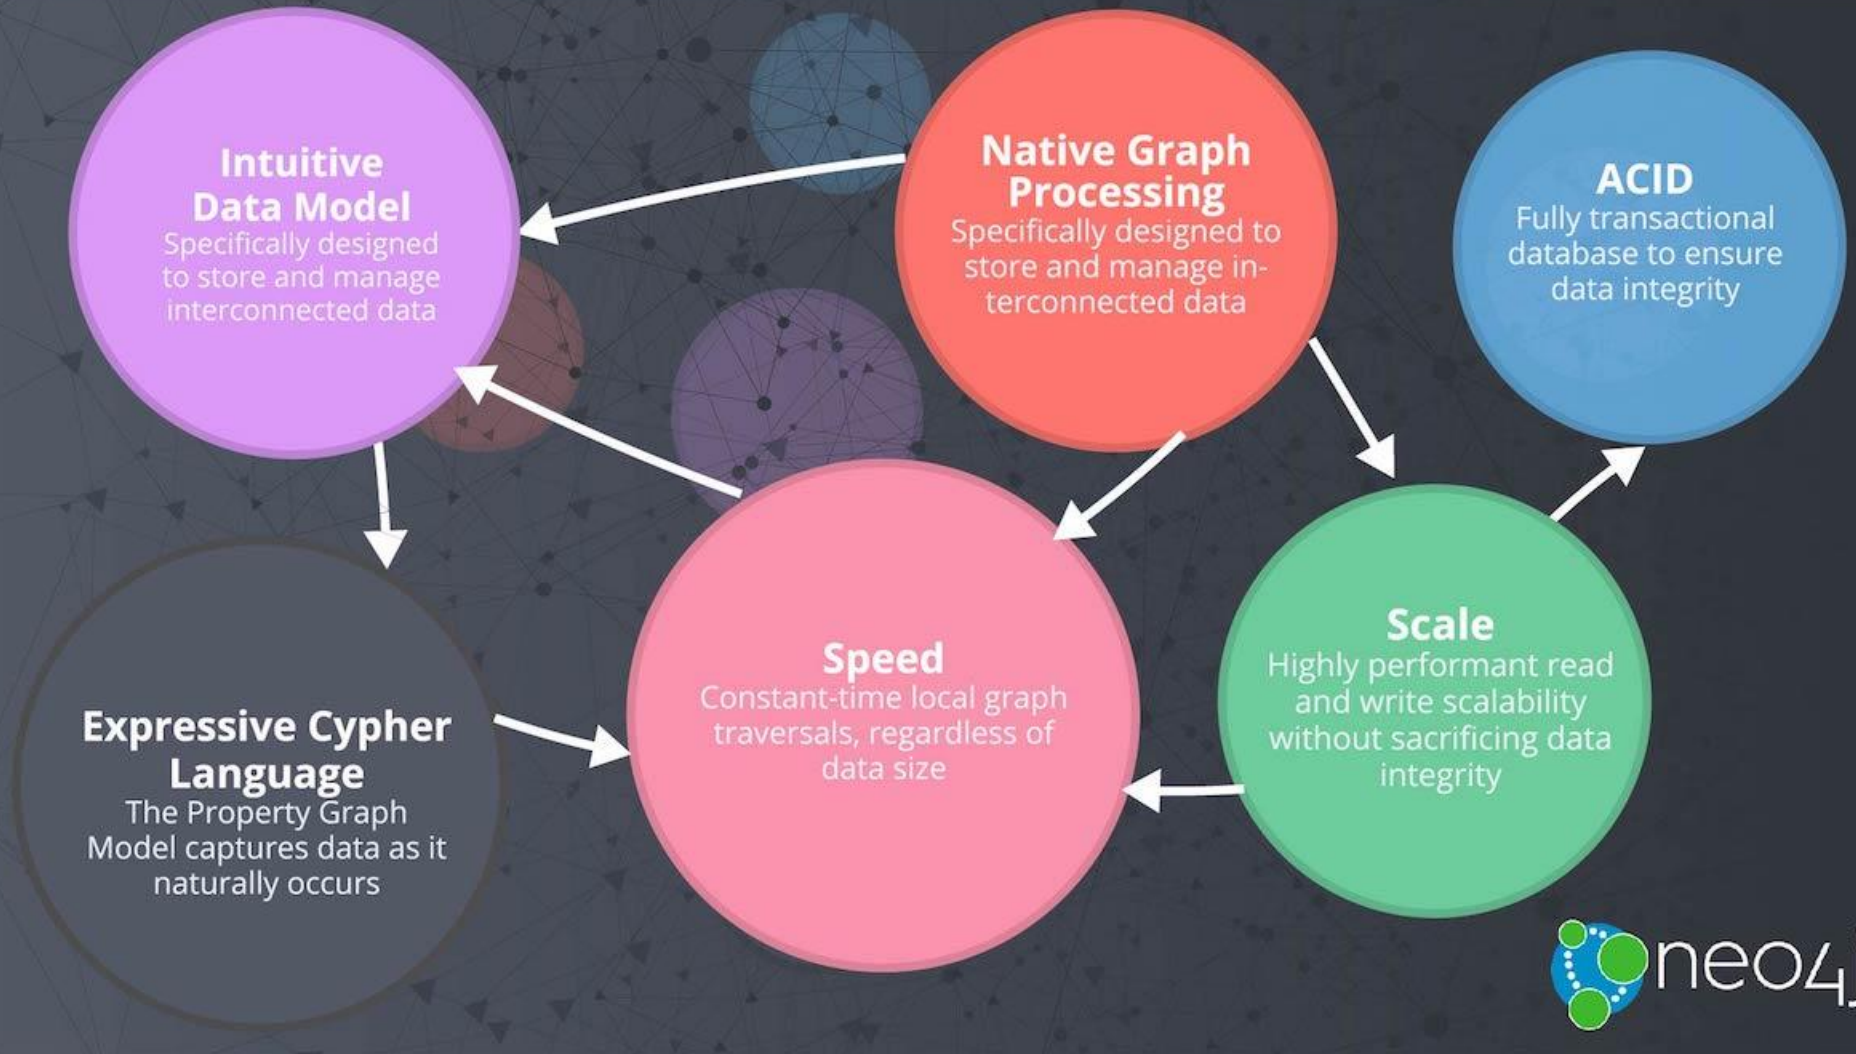 Intuitive
Data Model
Specifically designed
to store and manage
interconnected data
Native Graph
Processing
Specifically designed to
store and manage in-
terconnected data
ACID
Fully transactional
database to ensure
data integrity
Expressive Cypher
Language
The Property Graph
Model captures data as it
naturally occurs
Speed
Constant-time local graph
traversals, regardless of
data size
Scale
Highly performant read
and write scalability
without sacrificing data
integrity
neo4j